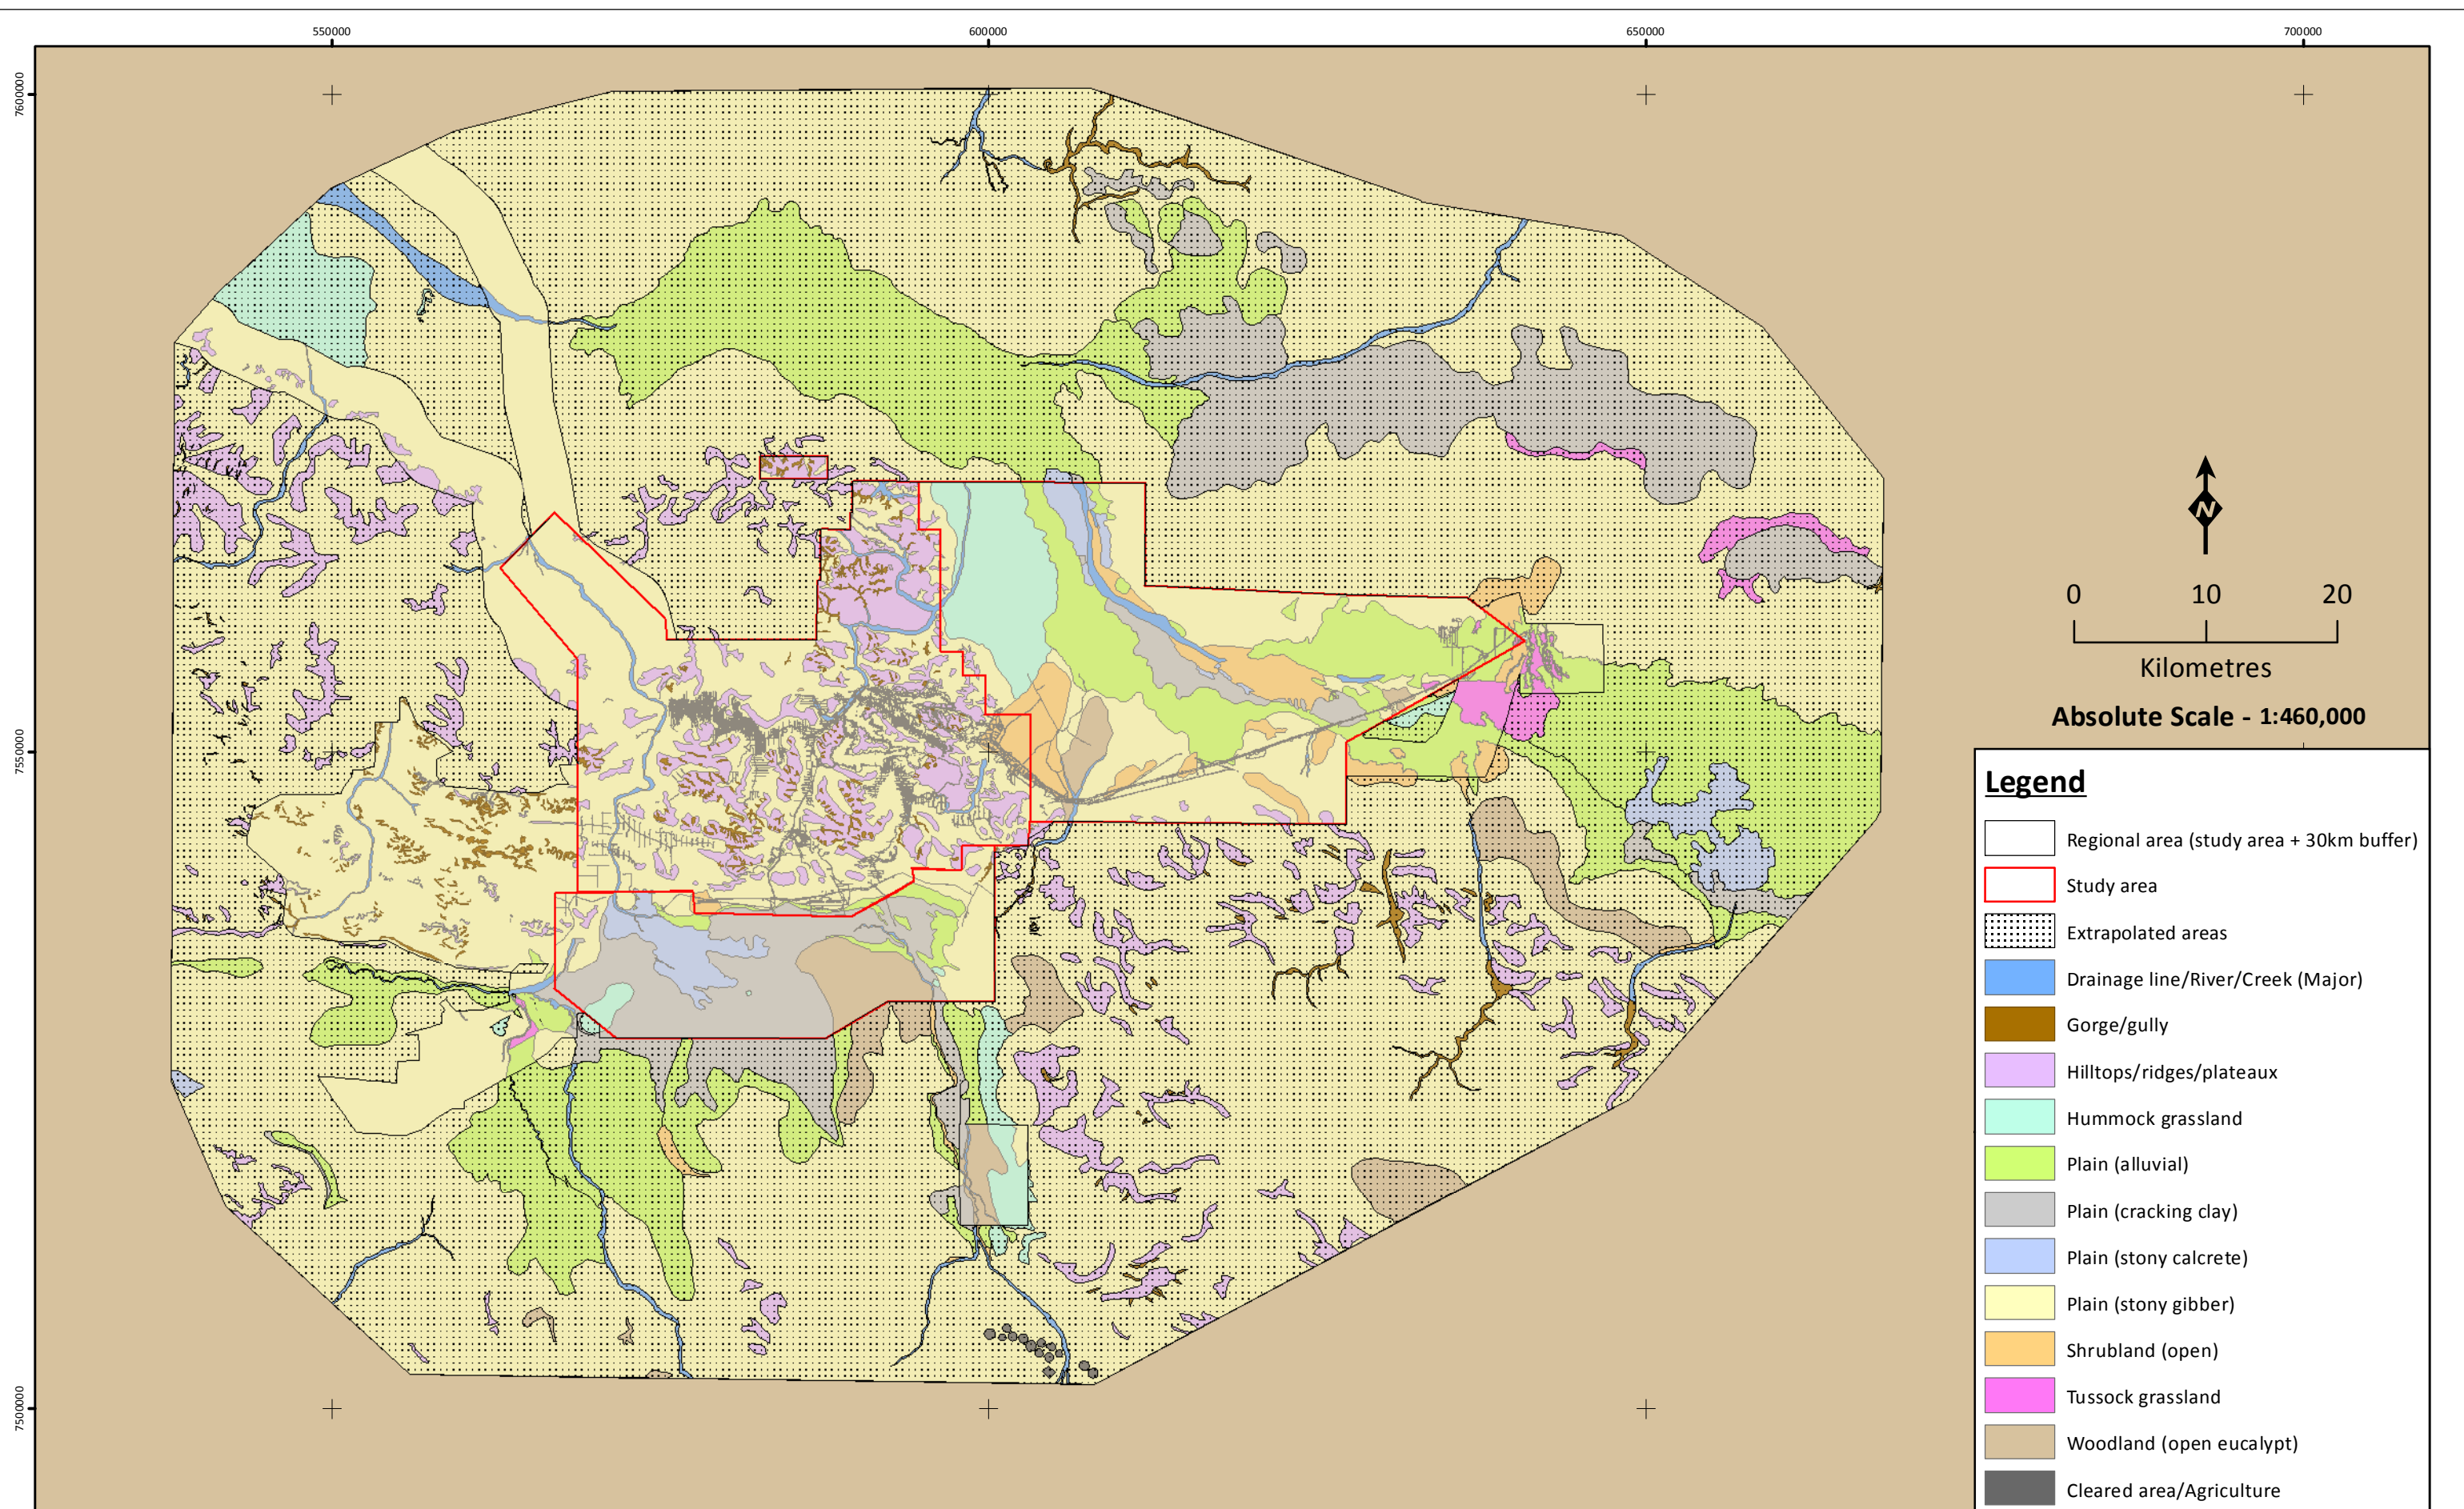 550000
600000
650000
700000
7600000
7550000
7500000
N
0 10 20
Kilometres
Absolute Scale - 1:460,000
Legend
Regional area (study area + 30km buffer)
Study area
Extrapolated areas
Drainage line/River/Creek (Major)
Gorge/gully
Hilltops/ridges/plateaux
Hummock grassland
Plain (alluvial)
Plain (cracking clay)
Plain (stony calcrete)
Plain (stony gibber)
Shrubland (open)
Tussock grassland
Woodland (open eucalypt)
Cleared area/Agriculture